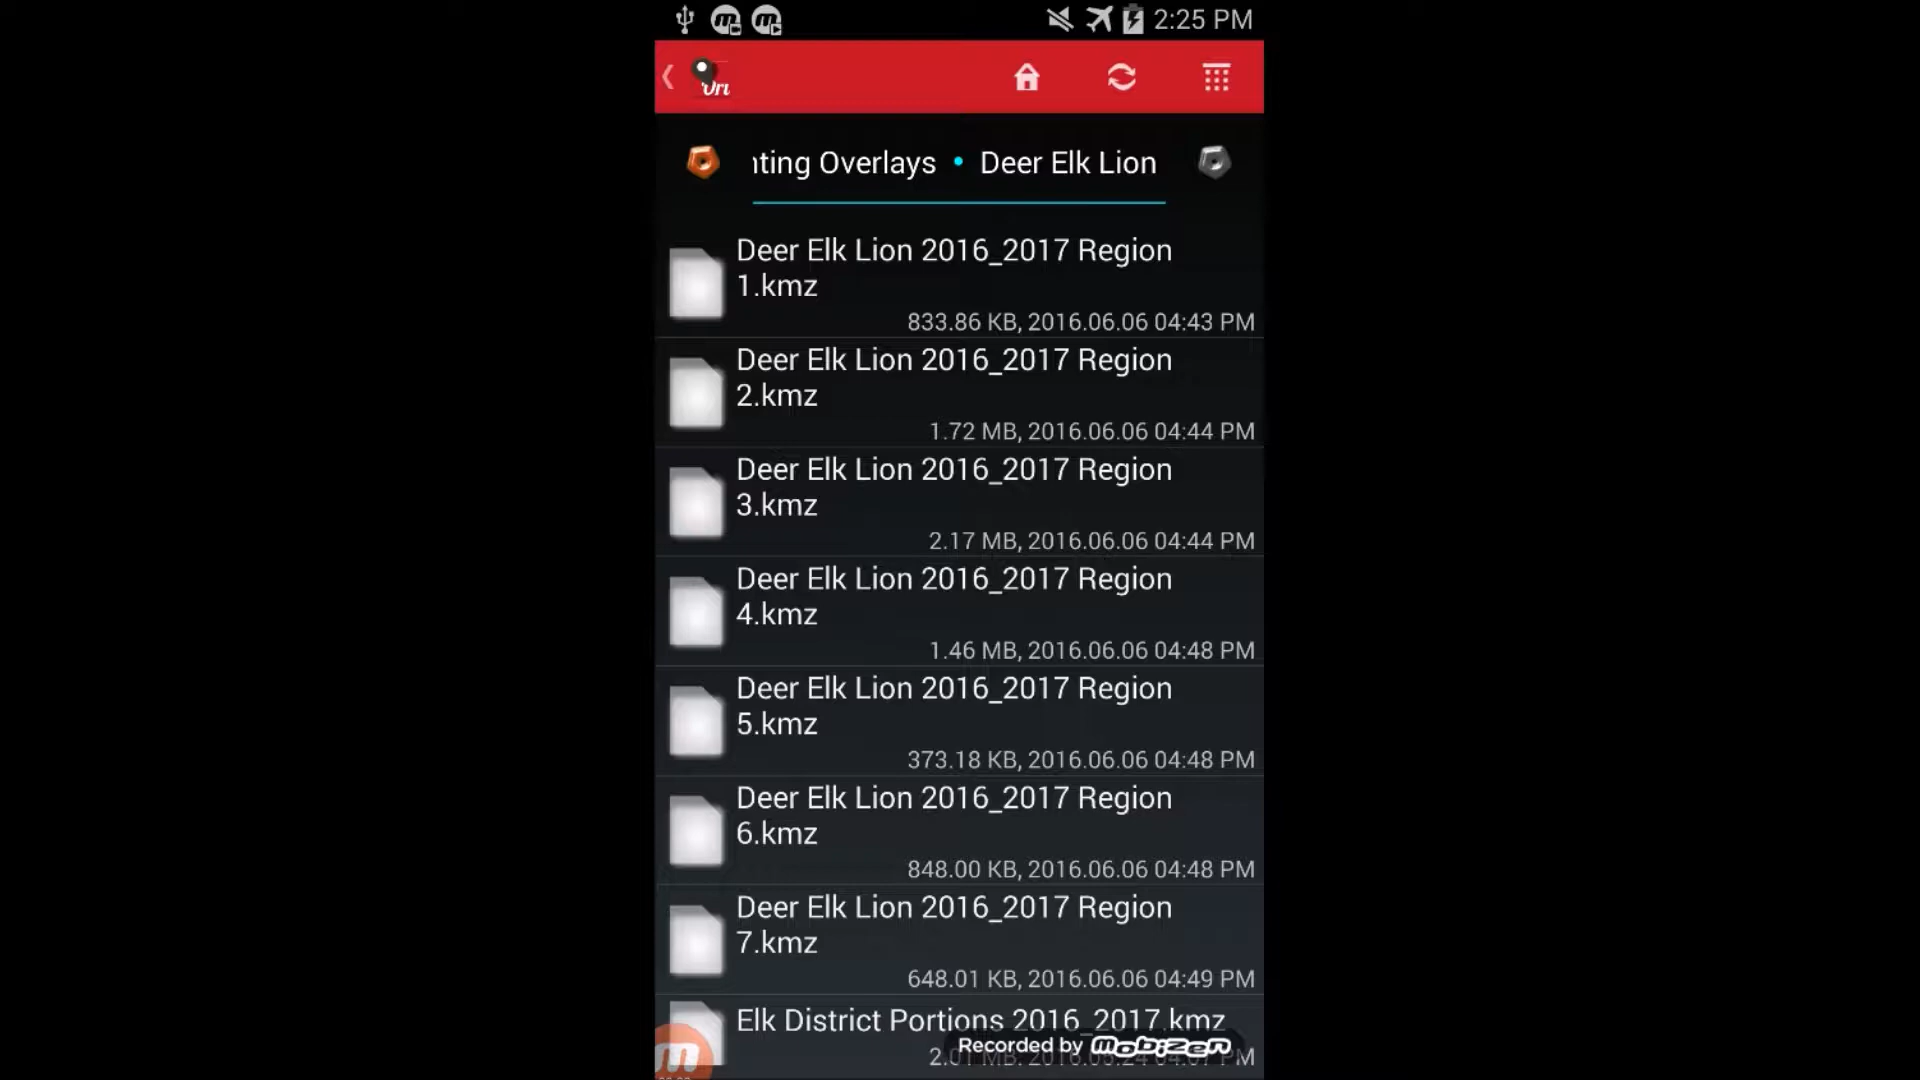 2:25 PM
nting Overlays • Deer Elk Lion
Deer Elk Lion 2016_2017 Region
1.kmz
833.86 KB, 2016.06.06 04:43 PM
Deer Elk Lion 2016_2017 Region
2.kmz
1.72 MB, 2016.06.06 04:44 PM
Deer Elk Lion 2016_2017 Region
3.kmz
2.17 MB, 2016.06.06 04:44 PM
Deer Elk Lion 2016_2017 Region
4.kmz
1.46 MB, 2016.06.06 04:48 PM
Deer Elk Lion 2016_2017 Region
5.kmz
373.18 KB, 2016.06.06 04:48 PM
Deer Elk Lion 2016_2017 Region
6.kmz
848.00 KB, 2016.06.06 04:48 PM
Deer Elk Lion 2016_2017 Region
7.kmz
648.01 KB, 2016.06.06 04:49 PM
Elk District Portions 2016_2017.kmz
Recorded by Mobizen